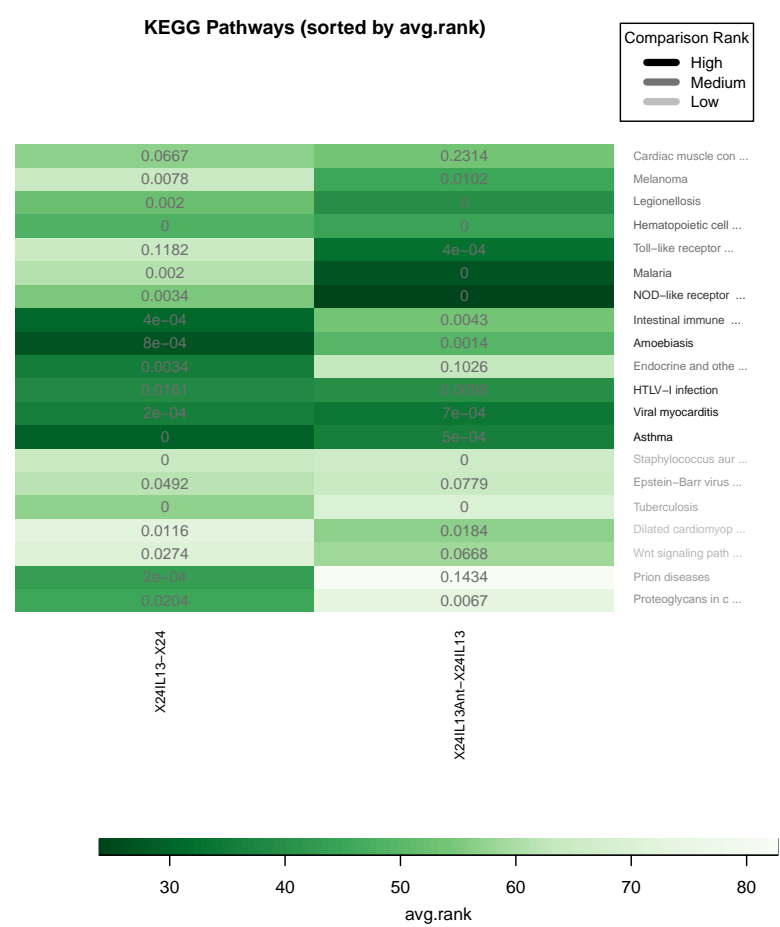 KEGG Pathways (sorted by avg.rank)
Comparison Rank
High
Medium
Low
0.0667 0.2314 Cardiac muscle con ...
0.0078 0.0102 Melanoma
0.002 0 Legionellosis
0 0 Hematopoietic cell ...
0.1182 4e−04 Toll−like receptor ...
0.002 0 Malaria
0.0034 0 NOD−like receptor ...
4e−04 0.0043 Intestinal immune ...
8e−04 0.0014 Amoebiasis
0.0034 0.1026 Endocrine and othe ...
0.0161 0.0098 HTLV−I infection
2e−04 7e−04 Viral myocarditis
0 5e−04 Asthma
0 0 Staphylococcus aur ...
0.0492 0.0779 Epstein−Barr virus ...
0 0 Tuberculosis
0.0116 0.0184 Dilated cardiomyop ...
0.0274 0.0668 Wnt signaling path ...
2e−04 0.1434 Prion diseases
0.0204 0.0067 Proteoglycans in c ...
X24IL13−X24
X24IL13Ant−X24IL13
30 40 50 60 70 80
avg.rank